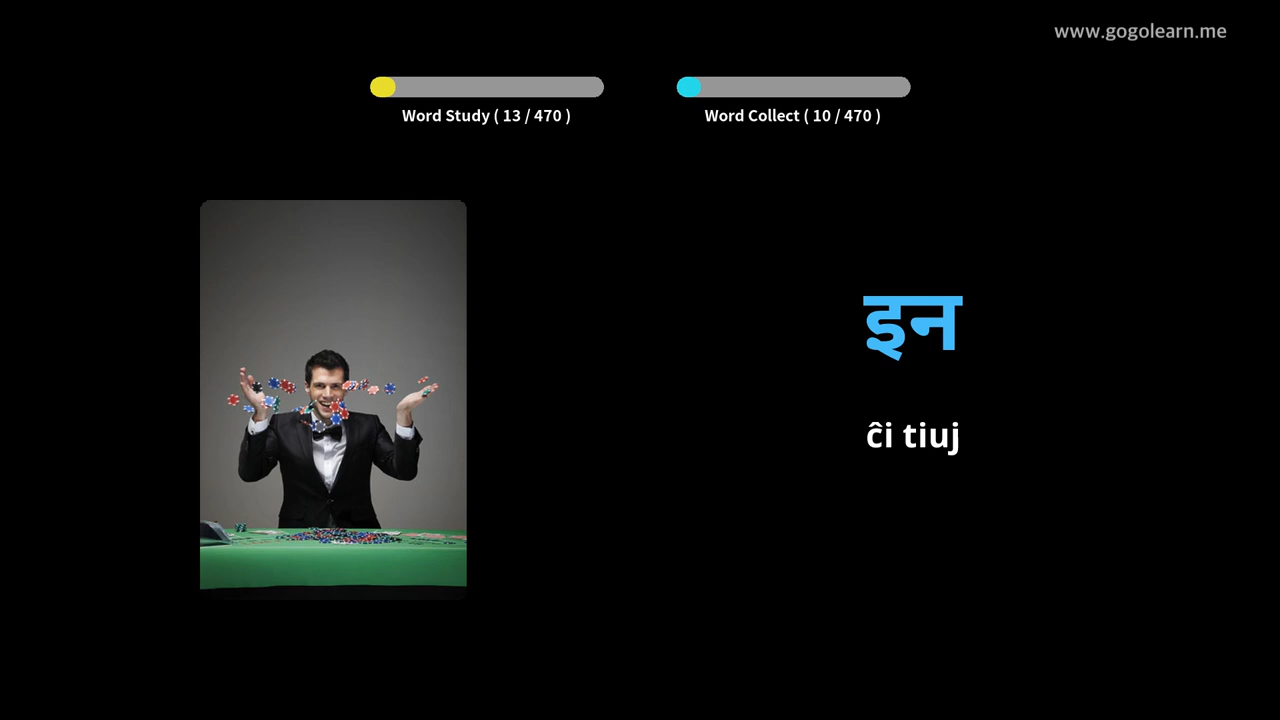 www.gogolearn.me
Word Study ( 13 / 470 )
Word Collect ( 10 / 470 )
इन
ĉi tiuj